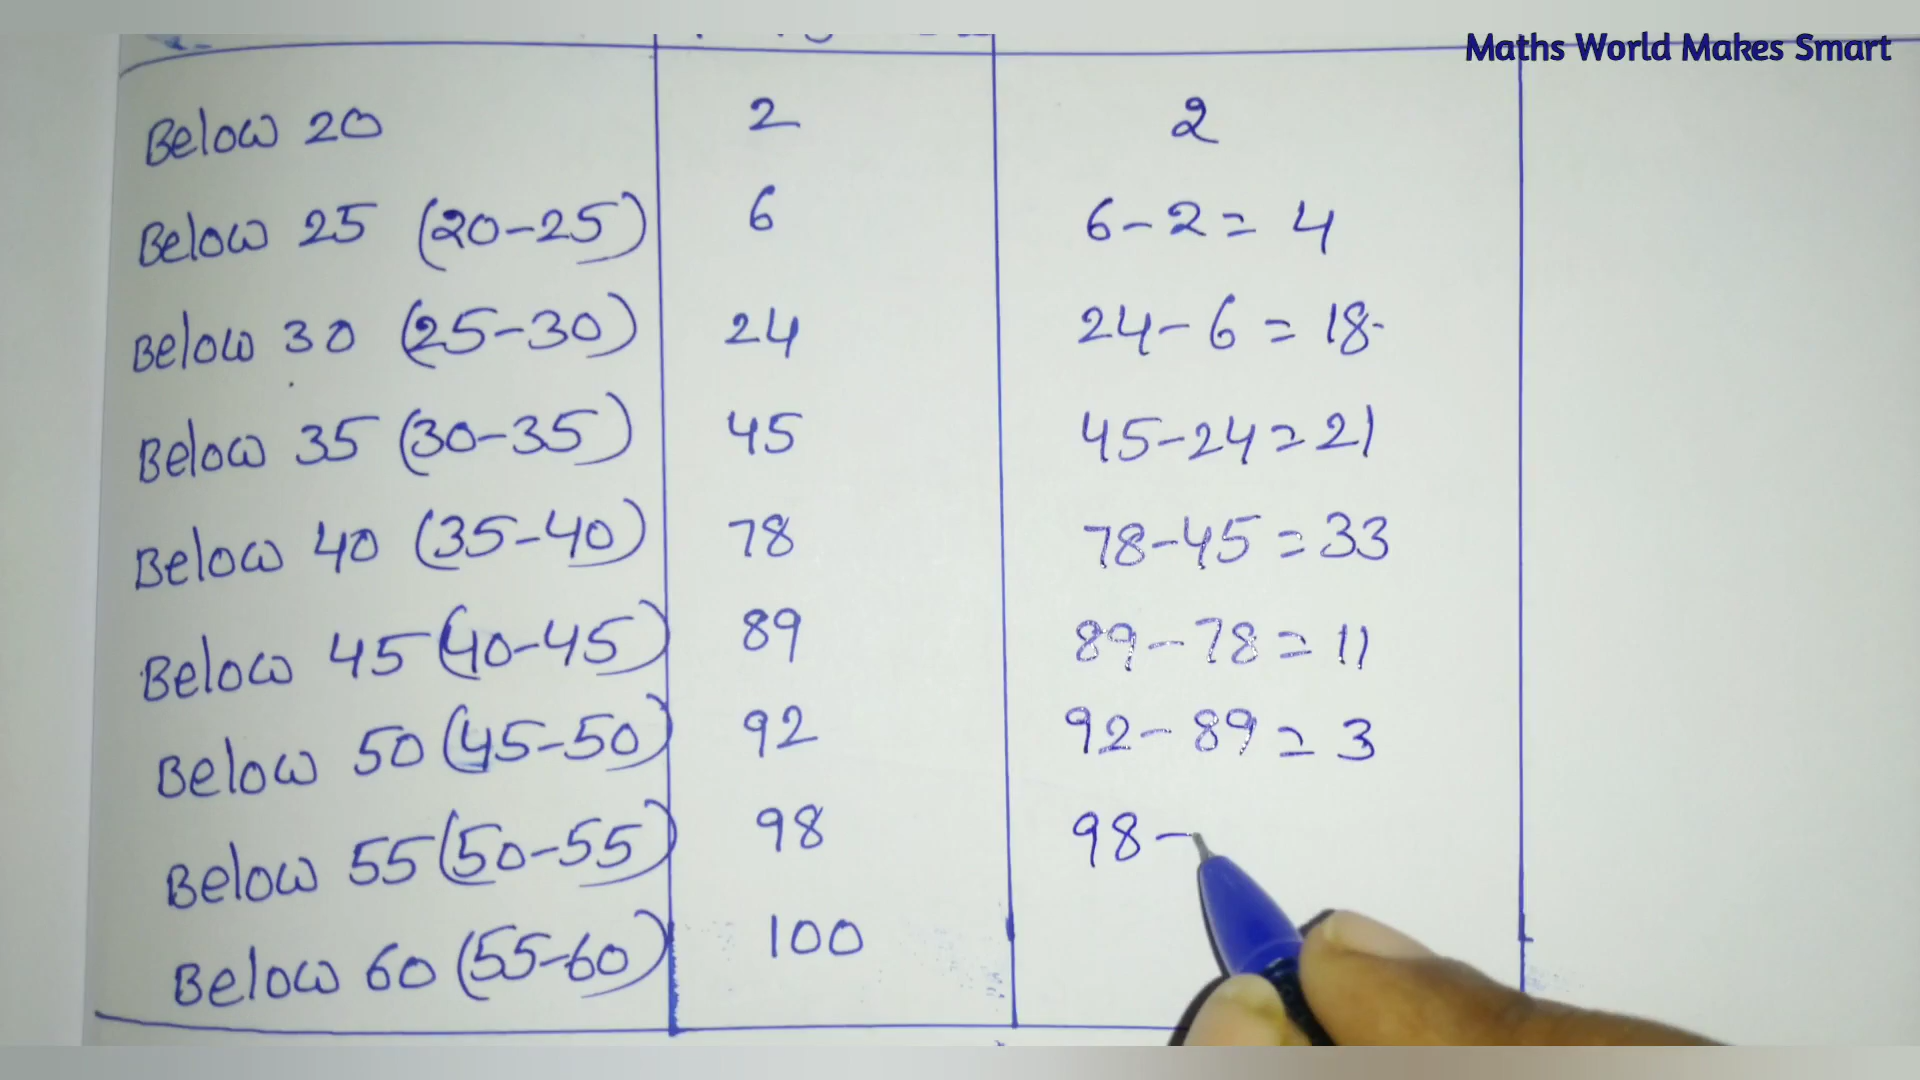 Maths World Makes Smart
Below 20 2 2
Below 25 (20-25) 6 6-2= 4
Below 30 (25-30) 24 24-6 = 18
Below 35 (30-35) 45 45-24=21
Below 40 (35-40) 78 78-45=33
Below 45 (40-45) 89 89-78= 11
Below 50 (45-50) 92 92-89= 3
Below 55 (50-55) 98 98-
Below 60 (55-60) 100